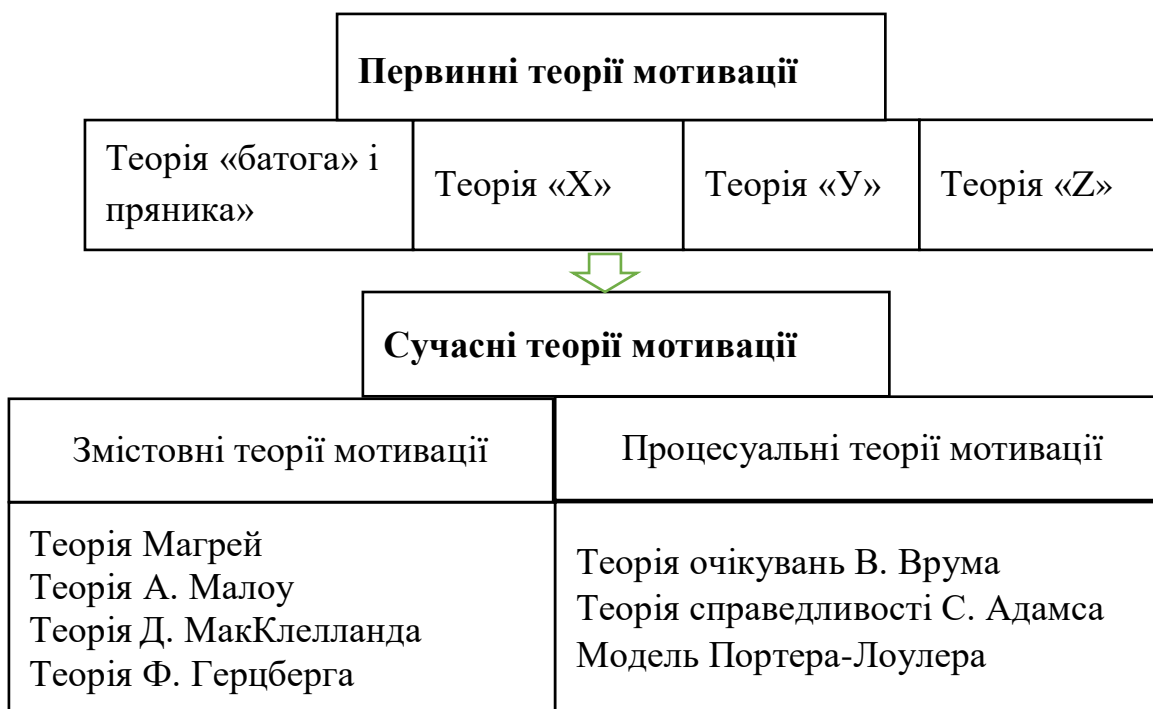 Первинні теорії мотивації
Теорія «батога» і
пряника»
Теорія «Х»
Теорія «У»
Теорія «Z»
Сучасні теорії мотивації
Змістовні теорії мотивації
Процесуальні теорії мотивації
Теорія Магрей
Теорія А. Малоу
Теорія Д. МакКлелланда
Теорія Ф. Герцберга
Теорія очікувань В. Врума
Теорія справедливості С. Адамса
Модель Портера-Лоулера